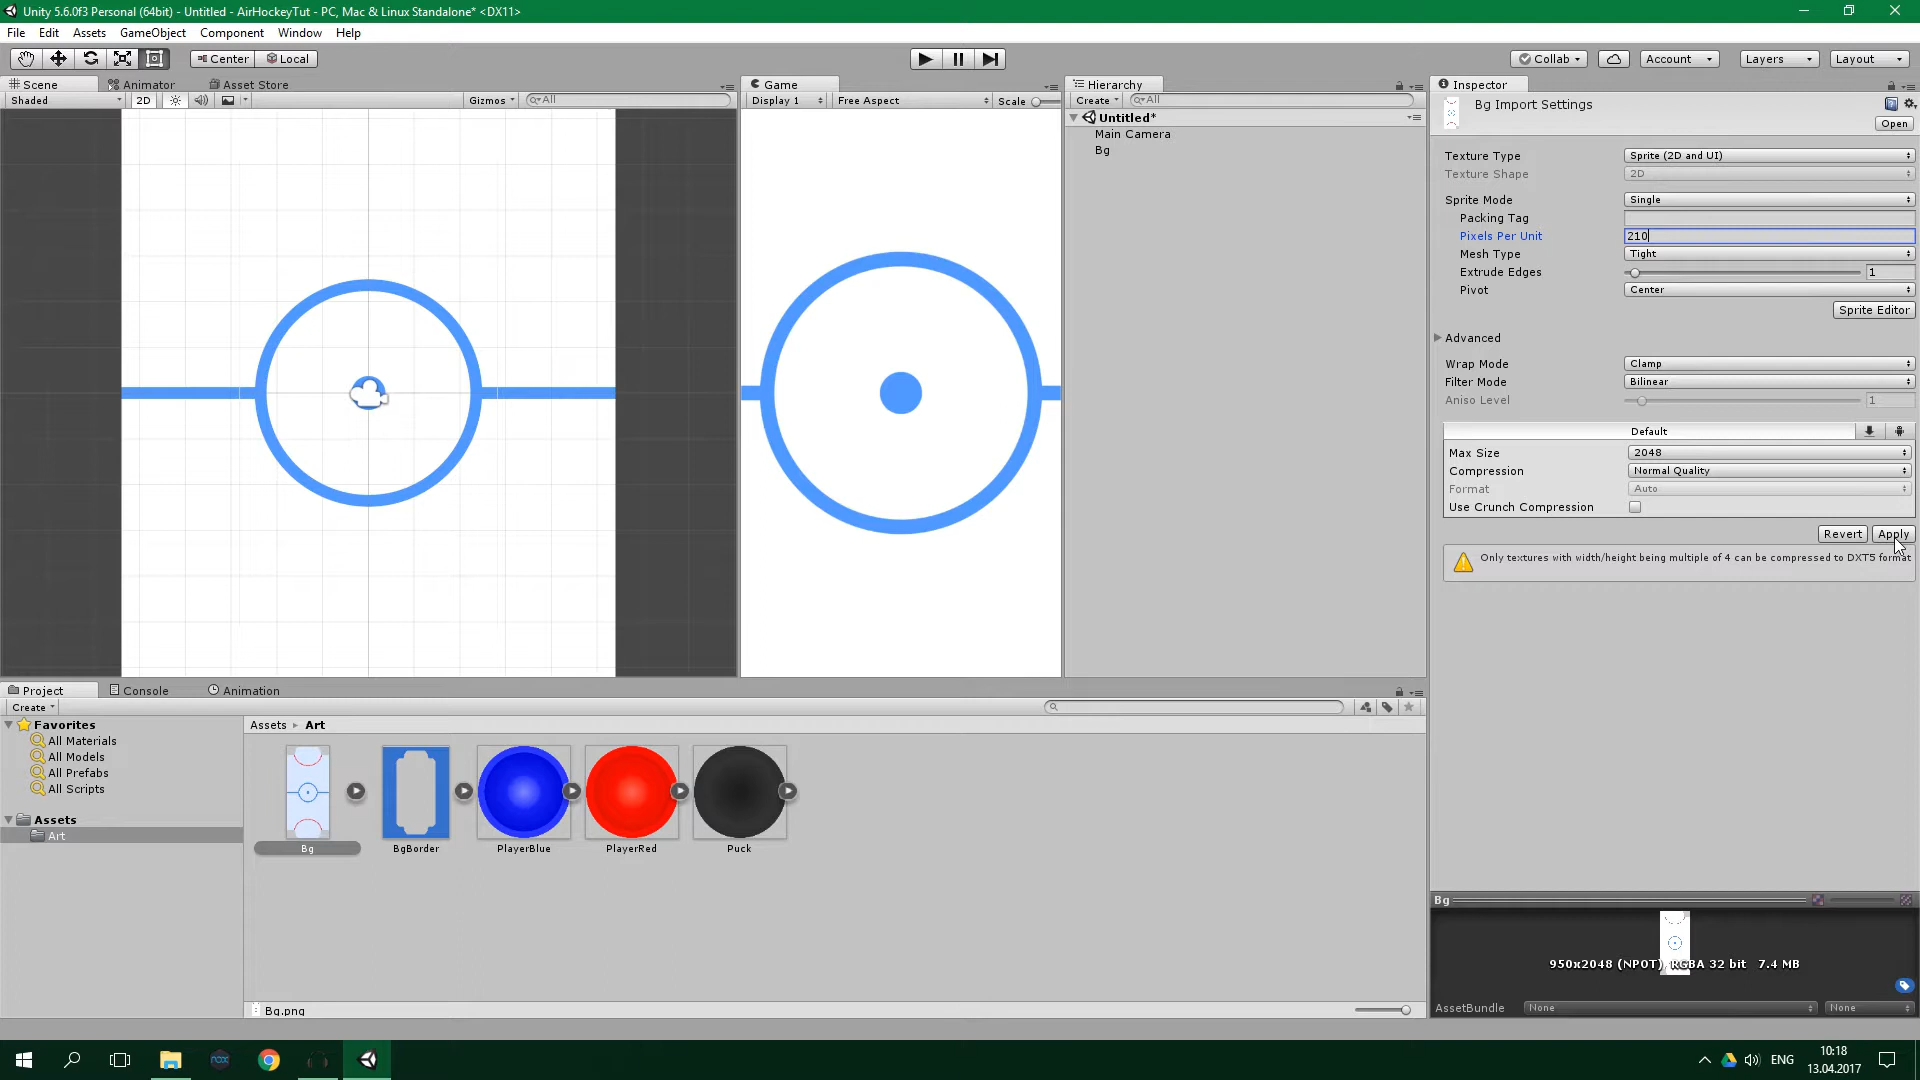 Unity 5.6.0f3 Personal (64bit) - Untitled - AirHockeyTut - PC, Mac & Linux Standalone* <DX11>
File Edit Assets GameObject Component Window Help
Center Local Collab Account Layers Layout
Scene Animator Asset Store
Shaded 2D Gizmos All
Game
Display 1 Free Aspect Scale
Hierarchy
Create All
Untitled*
Main Camera
Bg
Inspector
Bg Import Settings
Open
Texture Type Sprite (2D and UI)
Texture Shape 2D
Sprite Mode Single
Packing Tag
Pixels Per Unit 210
Mesh Type Tight
Extrude Edges 1
Pivot Center
Sprite Editor
Advanced
Wrap Mode Clamp
Filter Mode Bilinear
Aniso Level 1
Default
Max Size 2048
Compression Normal Quality
Format Auto
Use Crunch Compression
Revert Apply
Only textures with width/height being multiple of 4 can be compressed to DXT5 format
Project Console Animation
Create
Favorites
All Materials
All Models
All Prefabs
All Scripts
Assets
Art
Assets Art
Bg BgBorder PlayerBlue PlayerRed Puck
Bg.png
Bg
950x2048 (NPOT) RGBA 32 bit 7.4 MB
AssetBundle None None
ENG
10:18
13.04.2017